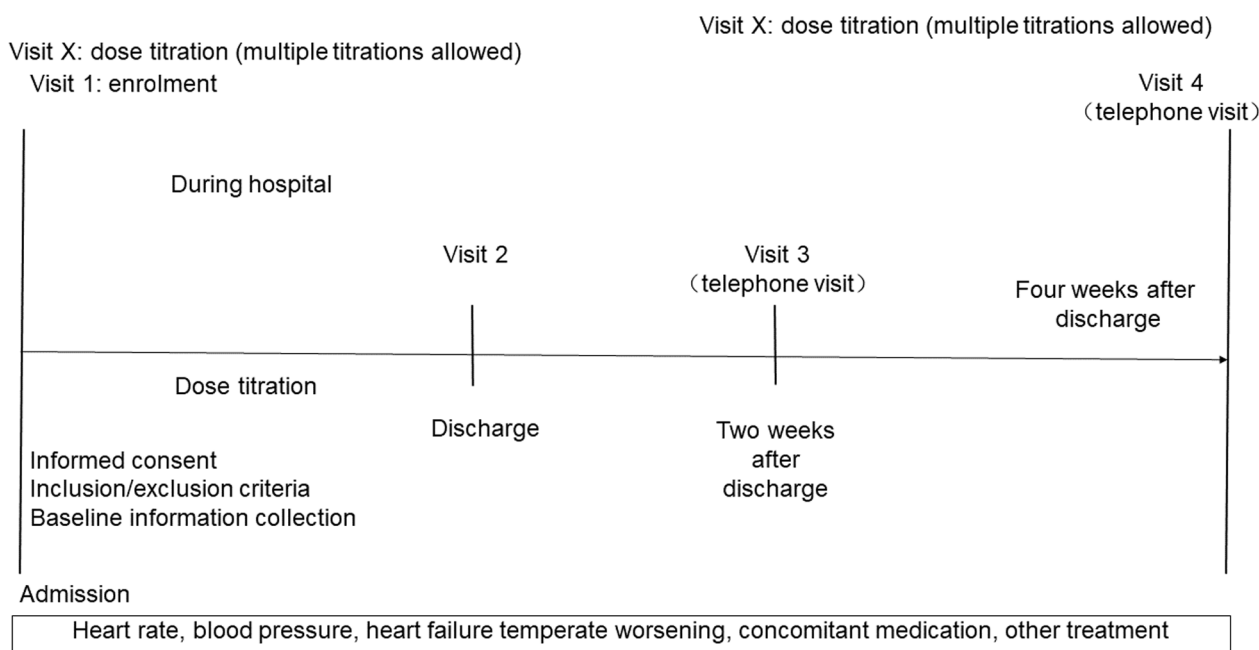 Visit X: dose titration (multiple titrations allowed)
Visit X: dose titration (multiple titrations allowed)
Visit 1: enrolment
Visit 4
（telephone visit）
During hospital
Visit 2
Visit 3
（telephone visit）
Four weeks after
discharge
Dose titration
Discharge
Two weeks
after
discharge
Informed consent
Inclusion/exclusion criteria
Baseline information collection
Admission
Heart rate, blood pressure, heart failure temperate worsening, concomitant medication, other treatment